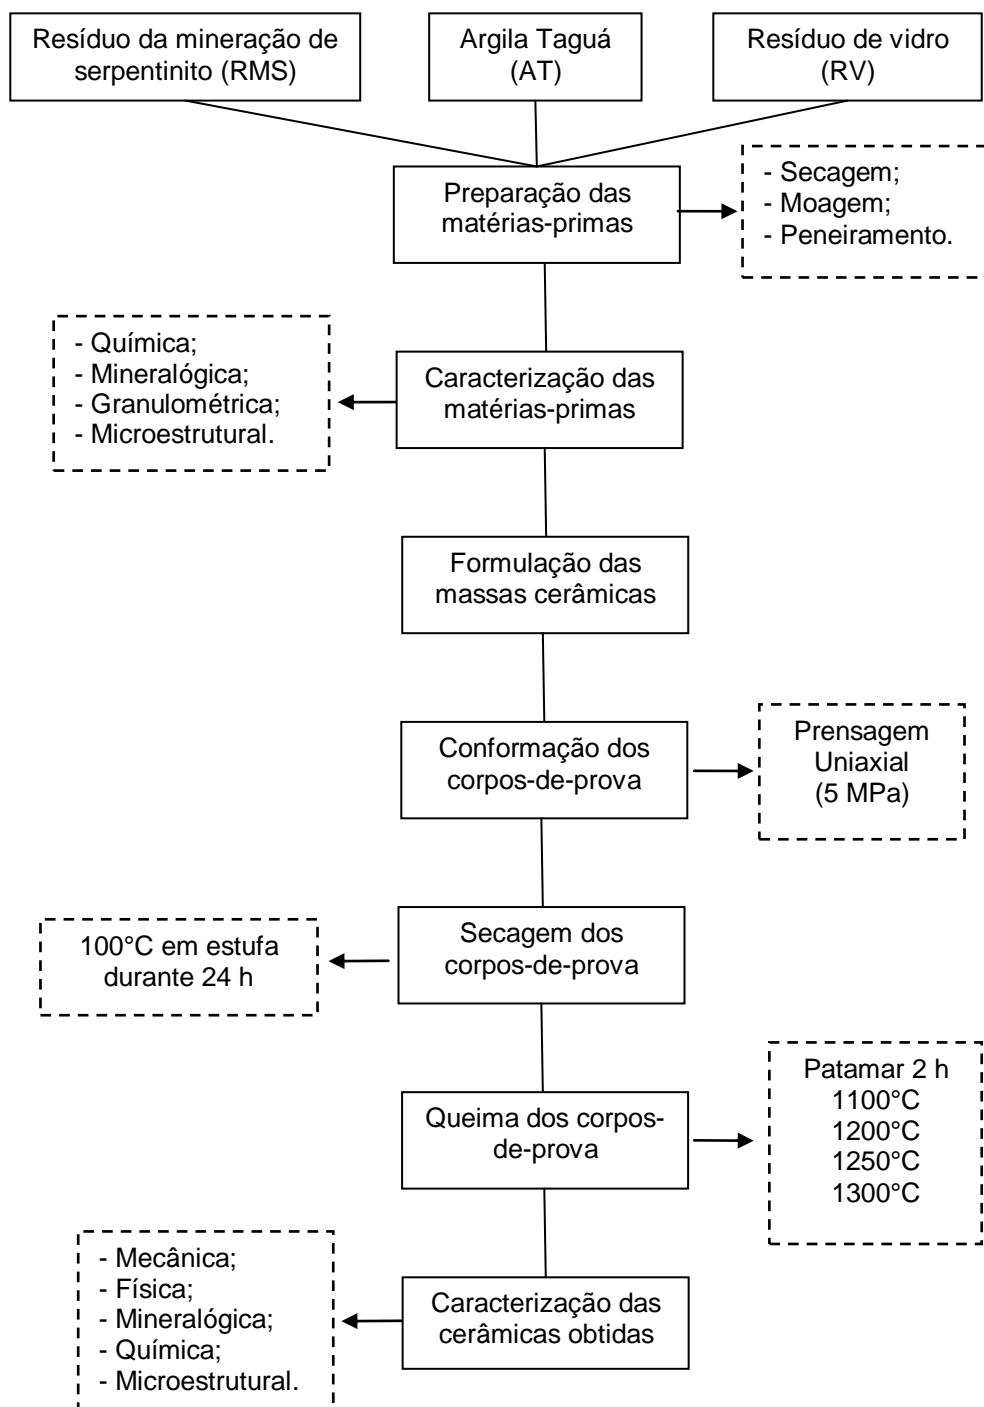 Resíduo da mineração de
serpentinito (RMS)
Argila Taguá
(AT)
Resíduo de vidro
(RV)
Preparação das
matérias-primas
- Secagem;
- Moagem;
- Peneiramento.
- Química;
- Mineralógica;
- Granulométrica;
- Microestrutural.
Caracterização das
matérias-primas
Formulação das
massas cerâmicas
Conformação dos
corpos-de-prova
Prensagem
Uniaxial
(5 MPa)
100°C em estufa
durante 24 h
Secagem dos
corpos-de-prova
Queima dos corpos-
de-prova
Patamar 2 h
1100°C
1200°C
1250°C
1300°C
- Mecânica;
- Física;
- Mineralógica;
- Química;
- Microestrutural.
Caracterização das
cerâmicas obtidas